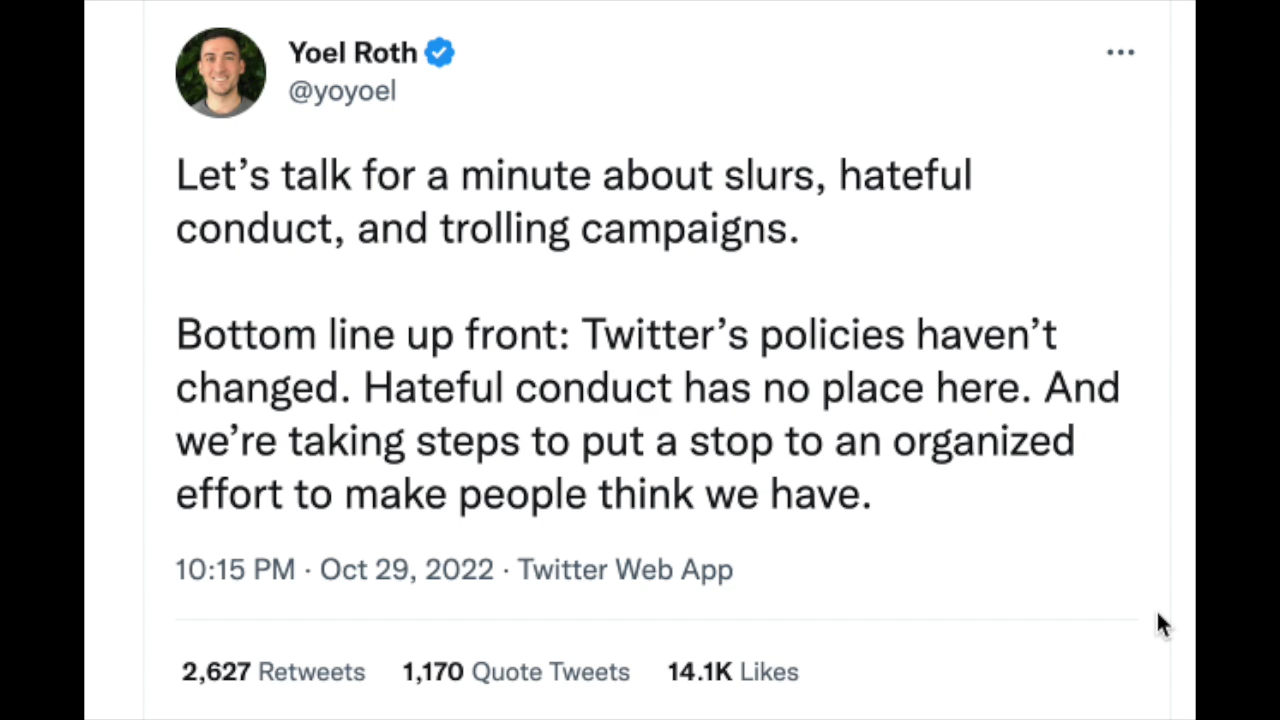 Yoel Roth
@yoyoel
Let’s talk for a minute about slurs, hateful
conduct, and trolling campaigns.
Bottom line up front: Twitter’s policies haven’t
changed. Hateful conduct has no place here. And
we’re taking steps to put a stop to an organized
effort to make people think we have.
10:15 PM · Oct 29, 2022 · Twitter Web App
2,627 Retweets 1,170 Quote Tweets 14.1K Likes